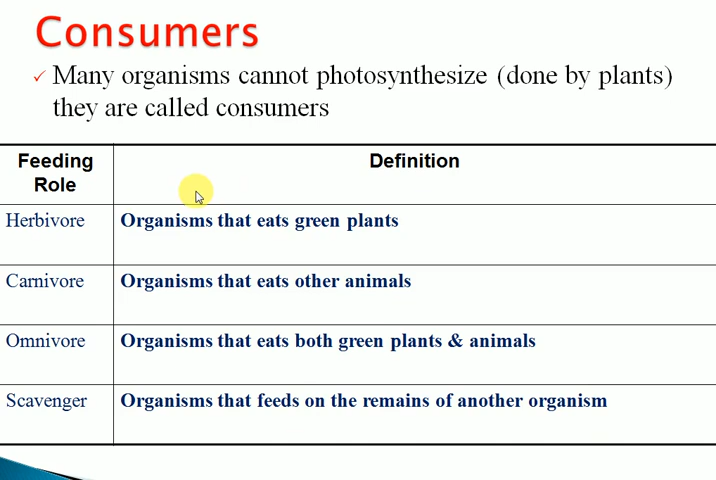 Consumers
Many organisms cannot photosynthesize (done by plants)
they are called consumers
Feeding
Role
Definition
Herbivore
Organisms that eats green plants
Carnivore
Organisms that eats other animals
Omnivore
Organisms that eats both green plants & animals
Scavenger
Organisms that feeds on the remains of another organism